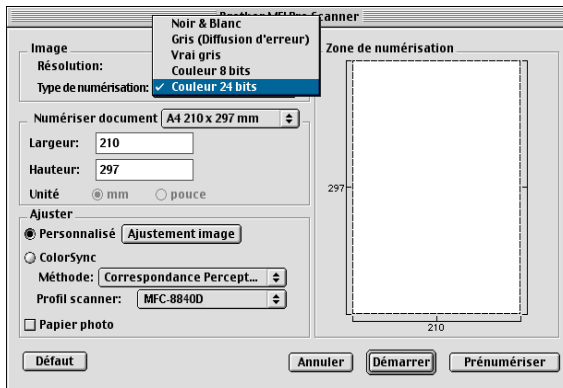 Scanner
Noir & Blanc
Gris (Diffusion d'erreur)
Vrai gris
Couleur 8 bits
✓ Couleur 24 bits
Image
Résolution:
Type de numérisation:
Numériser document A4 210 x 297 mm
Largeur: 210
Hauteur: 297
Unité mm pouce
Ajuster
Personnalisé Ajustement image
ColorSync
Méthode: Correspondance Percept...
Profil scanner: MFC-8840D
Papier photo
Zone de numérisation
297
210
Défaut
Annuler
Démarrer
Prénumériser